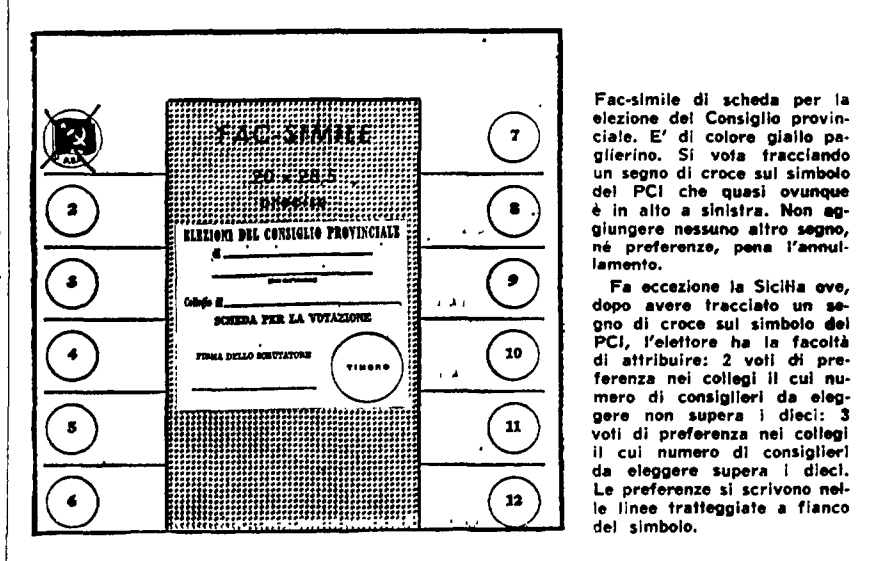 FAC-SIMILE
20 x 28,5
ELEZIONI DEL CONSIGLIO PROVINCIALE
di
Collegio di
SCHEDA PER LA VOTAZIONE
FIRMA DELLO SCRUTATORE
TIMBRO
2
3
4
5
6
7
8
9
10
11
12
Fac-simile di scheda per la
elezione del Consiglio provin-
ciale. E' di colore giallo pa-
glierino. Si vota tracciando
un segno di croce sul simbolo
del PCI che quasi ovunque
è in alto a sinistra. Non ag-
giungere nessuno altro segno,
né preferenze, pena l'annul-
lamento.
Fa eccezione la Sicilia ove,
dopo avere tracciato un se-
gno di croce sul simbolo del
PCI, l'elettore ha la facoltà
di attribuire: 2 voti di pre-
ferenza nei collegi il cui nu-
mero di consiglieri da eleg-
gere non supera i dieci: 3
voti di preferenza nei collegi
il cui numero di consiglieri
da eleggere supera i dieci.
Le preferenze si scrivono nel-
le linee tratteggiate a fianco
del simbolo.